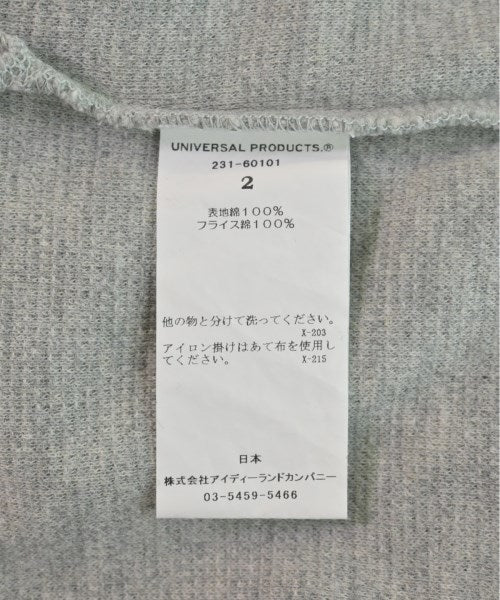 UNIVERSAL PRODUCTS.®
231-60101
2
表地綿100%
フライス綿100%
他の物と分けて洗ってください。
X-203
アイロン掛けはあて布を使用し
てください。 X-215
日本
株式会社アイディーランドカンパニー
03-5459-5466